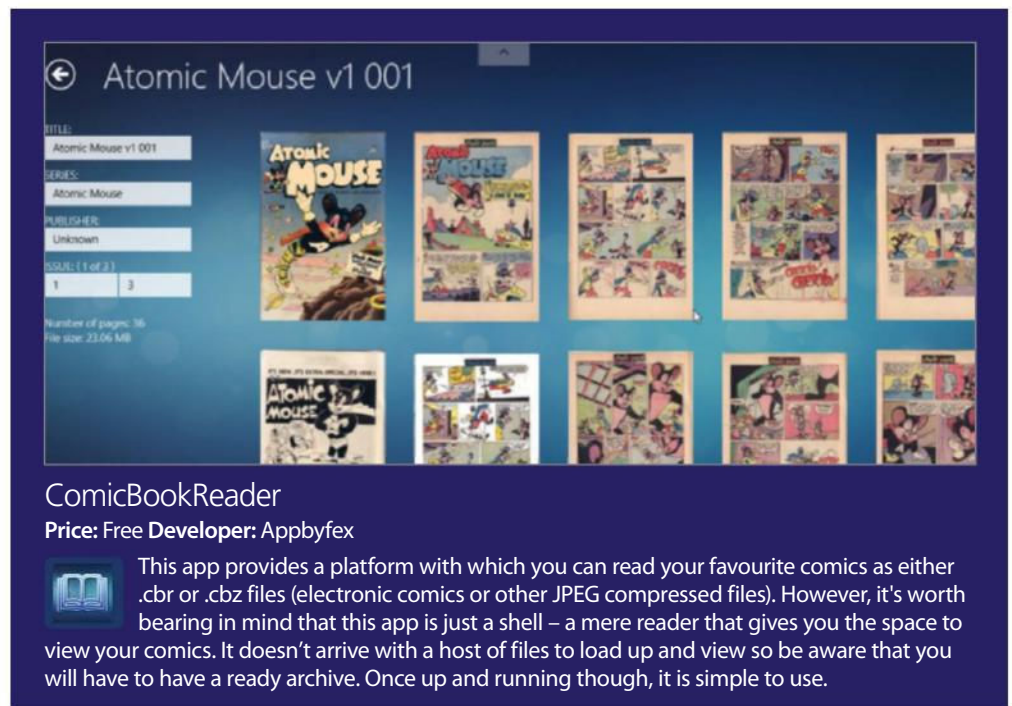 Atomic Mouse v1 001
TITLE:
Atomic Mouse v1 001
SERIES:
Atomic Mouse
PUBLISHER:
Unknown
ISSUE: ( 1 of 3 )
1 3
Number of pages: 36
File size: 23.06 MB
ATOMIC
MOUSE
ATOMIC
MOUSE
ATOMIC
MOUSE
ComicBookReader
Price: Free Developer: Appbyfex
This app provides a platform with which you can read your favourite comics as either
.cbr or .cbz files (electronic comics or other JPEG compressed files). However, it's worth
bearing in mind that this app is just a shell – a mere reader that gives you the space to
view your comics. It doesn’t arrive with a host of files to load up and view so be aware that you
will have to have a ready archive. Once up and running though, it is simple to use.